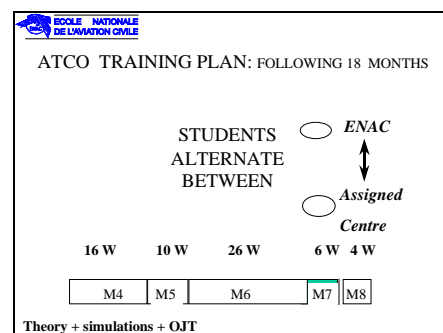 ECOLE NATIONALE
DE L'AVIATION CIVILE
ATCO TRAINING PLAN: FOLLOWING 18 MONTHS
STUDENTS
ALTERNATE
BETWEEN
ENAC
Assigned
Centre
16 W 10 W 26 W 6 W 4 W
M4 M5 M6 M7 M8
Theory + simulations + OJT